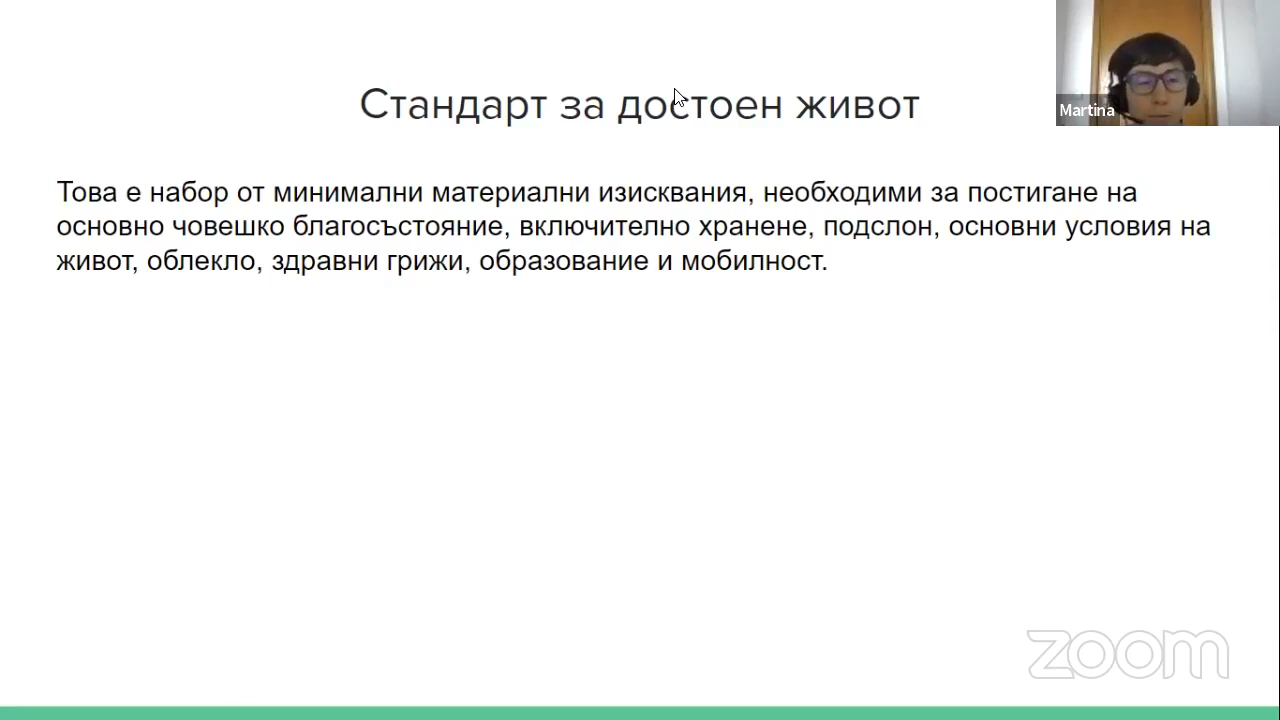 Стандарт за достоен живот
Martina
Това е набор от минимални материални изисквания, необходими за постигане на
основно човешко благосъстояние, включително хранене, подслон, основни условия на
живот, облекло, здравни грижи, образование и мобилност.
zoom